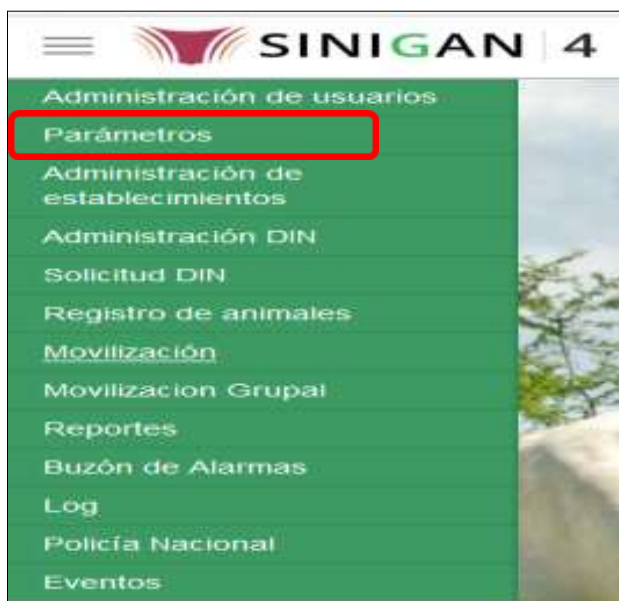 SINIGAN 4
Administración de usuarios
Parámetros
Administración de
establecimientos
Administración DIN
Solicitud DIN
Registro de animales
Movilización
Movilizacion Grupal
Reportes
Buzón de Alarmas
Log
Policía Nacional
Eventos